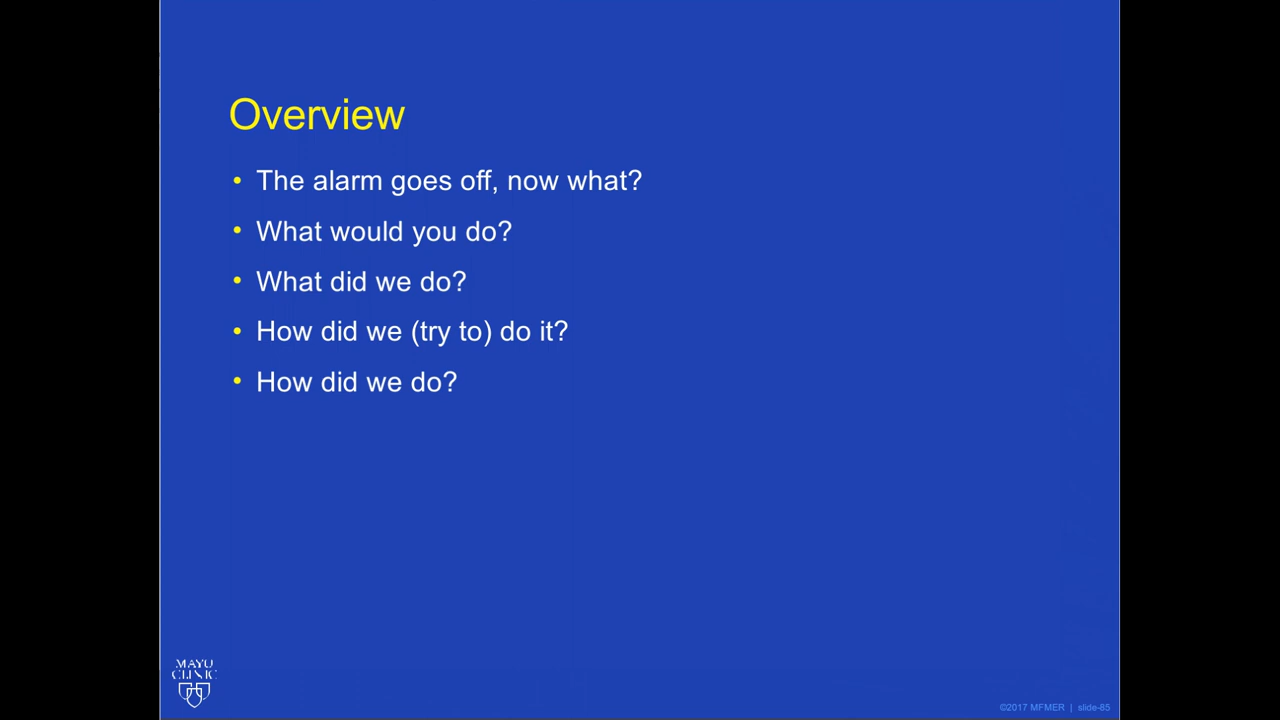 Overview
• The alarm goes off, now what?
• What would you do?
• What did we do?
• How did we (try to) do it?
• How did we do?
MAYO
CLINIC
©2017 MFMER | slide-85